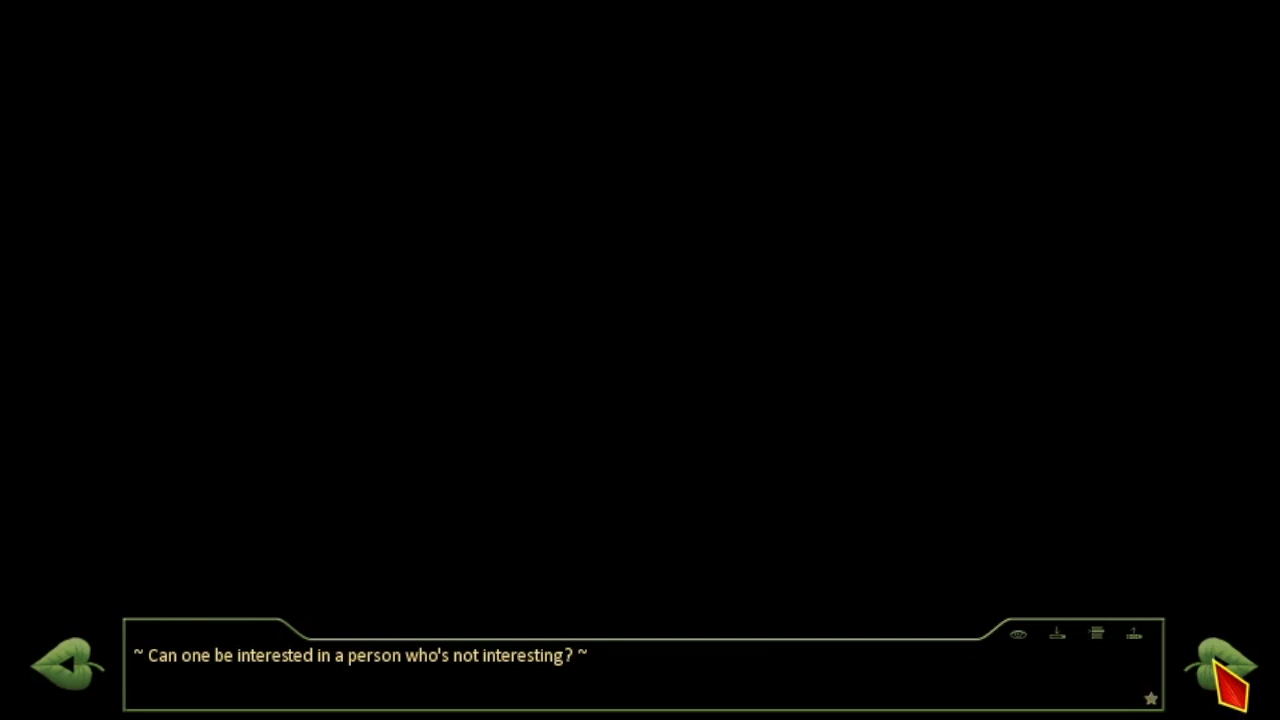 ~ Can one be interested in a person who's not interesting? ~